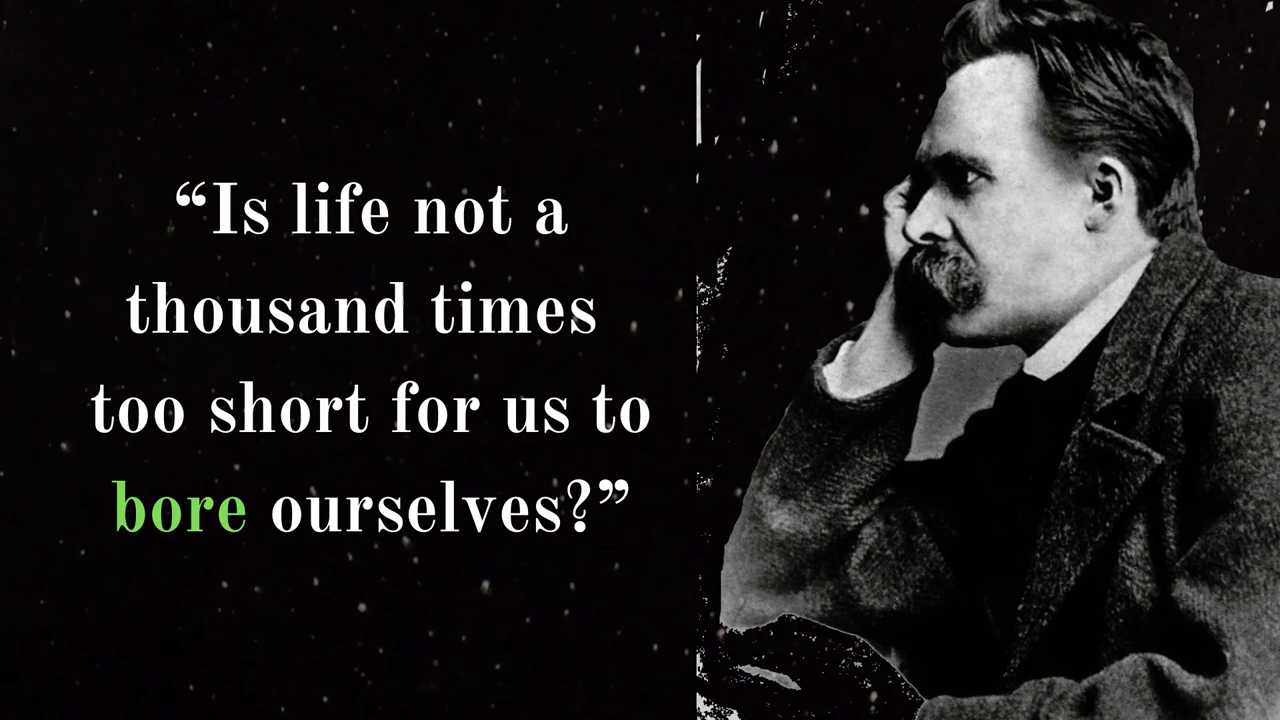 “Is life not a
thousand times
too short for us to
bore ourselves?”